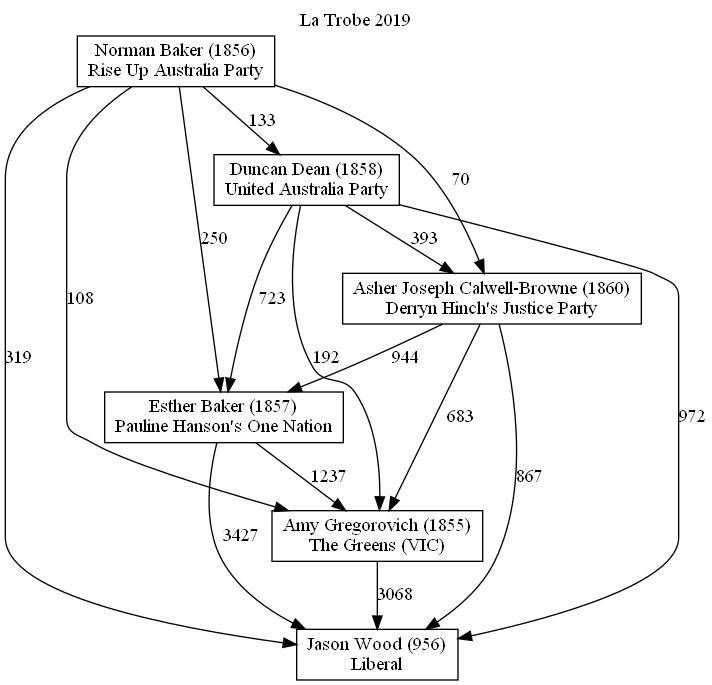 La Trobe 2019
Norman Baker (1856)
Rise Up Australia Party
133
Duncan Dean (1858)
United Australia Party
70
250
393
Asher Joseph Calwell-Browne (1860)
Derryn Hinch's Justice Party
108
723
319
192
944
Esther Baker (1857)
Pauline Hanson's One Nation
683
972
1237
867
Amy Gregorovich (1855)
The Greens (VIC)
3427
3068
Jason Wood (956)
Liberal